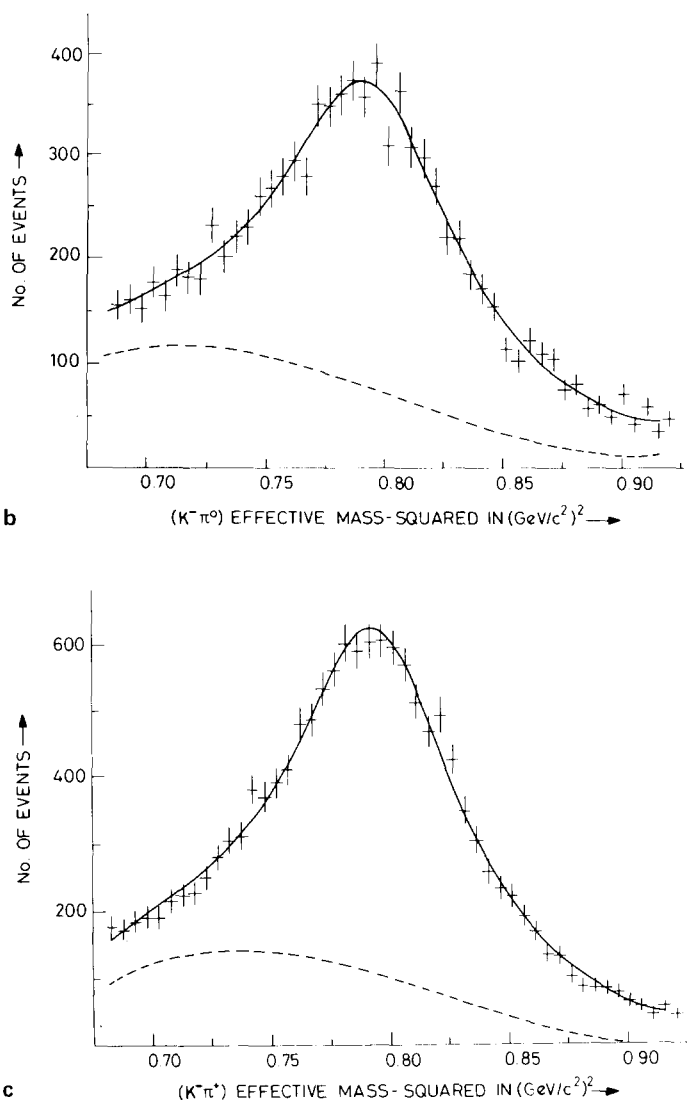 400
300
200
100
No. OF EVENTS
0.70 0.75 0.80 0.85 0.90
b (K⁻π⁰) EFFECTIVE MASS-SQUARED IN (GeV/c²)²
600
400
200
No. OF EVENTS
0.70 0.75 0.80 0.85 0.90
c (K⁻π⁺) EFFECTIVE MASS-SQUARED IN (GeV/c²)²